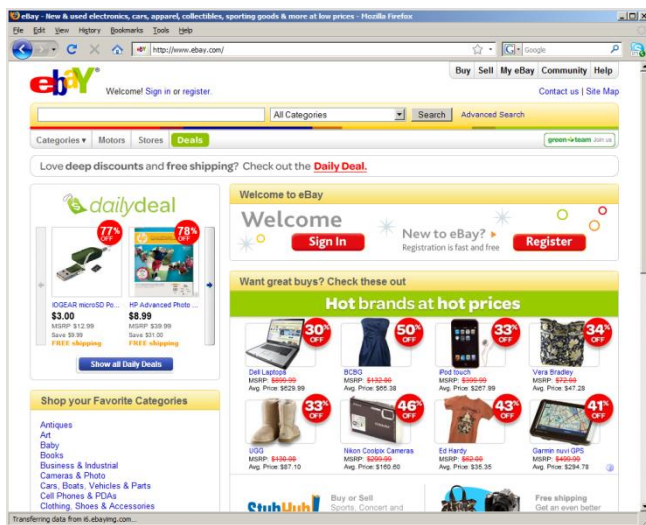 eBay - New & used electronics, cars, apparel, collectibles, sporting goods & more at low prices - Mozilla Firefox
File Edit View History Bookmarks Tools Help
http://www.ebay.com/
Google
Buy Sell My eBay Community Help
ebaY
Welcome! Sign in or register.
Contact us | Site Map
All Categories
Search
Advanced Search
Categories Motors Stores Deals
green team Join us
Love deep discounts and free shipping? Check out the Daily Deal.
dailydeal
77% OFF
78% OFF
IOGEAR microSD Po...
HP Advanced Photo ...
$3.00
$8.99
MSRP $12.99
MSRP $39.99
Save $9.99
Save $31.00
FREE shipping
FREE shipping
Show all Daily Deals
Shop your Favorite Categories
Antiques
Art
Baby
Books
Business & Industrial
Cameras & Photo
Cars, Boats, Vehicles & Parts
Cell Phones & PDAs
Clothing, Shoes & Accessories
Welcome to eBay
Welcome
Sign In
New to eBay?
Registration is fast and free
Register
Want great buys? Check these out
Hot brands at hot prices
30% OFF
50% OFF
33% OFF
34% OFF
Dell Laptops
BCBG
iPod touch
Vera Bradley
MSRP:
MSRP: $132.00
MSRP: $399.99
MSRP: $72.00
Avg. Price: $629.99
Avg. Price: $66.38
Avg. Price: $267.99
Avg. Price: $47.28
33% OFF
46% OFF
43% OFF
41% OFF
UGG
Nikon Coolpix Cameras
Ed Hardy
Garmin nuvi GPS
MSRP: $130.00
MSRP: $299.99
MSRP: $62.00
MSRP: $499.99
Avg. Price: $87.10
Avg. Price: $160.60
Avg. Price: $35.35
Avg. Price: $294.78
StubHub!
Buy or Sell
Sports, Concert and
Free shipping
Get an even better
Transferring data from i6.ebayimg.com...